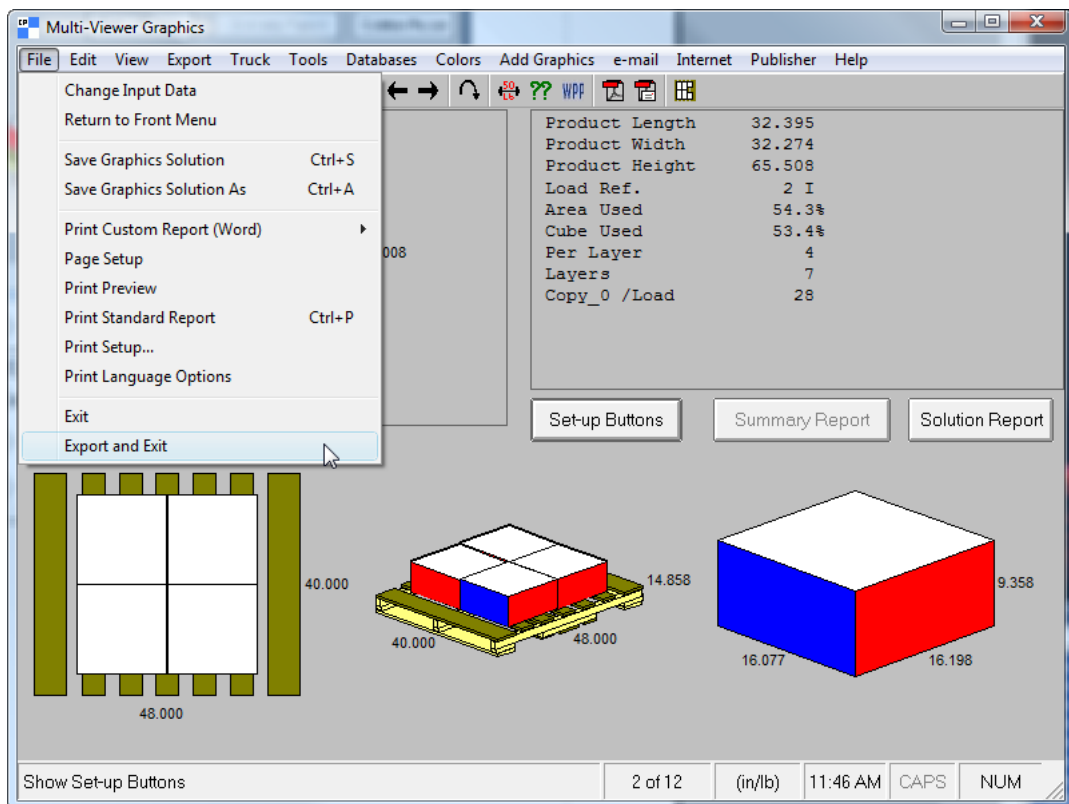 CP Multi-Viewer Graphics
File Edit View Export Truck Tools Databases Colors Add Graphics e-mail Internet Publisher Help
Change Input Data
Return to Front Menu
Save Graphics Solution Ctrl+S
Save Graphics Solution As Ctrl+A
Print Custom Report (Word)
Page Setup
Print Preview
Print Standard Report Ctrl+P
Print Setup...
Print Language Options
Exit
Export and Exit
50 LB ?? WPP
008
Product Length 32.395
Product Width 32.274
Product Height 65.508
Load Ref. 2 I
Area Used 54.3%
Cube Used 53.4%
Per Layer 4
Layers 7
Copy_0 /Load 28
Set-up Buttons Summary Report Solution Report
40.000
48.000
14.858
40.000
48.000
9.358
16.077
16.198
Show Set-up Buttons 2 of 12 (in/lb) 11:46 AM CAPS NUM